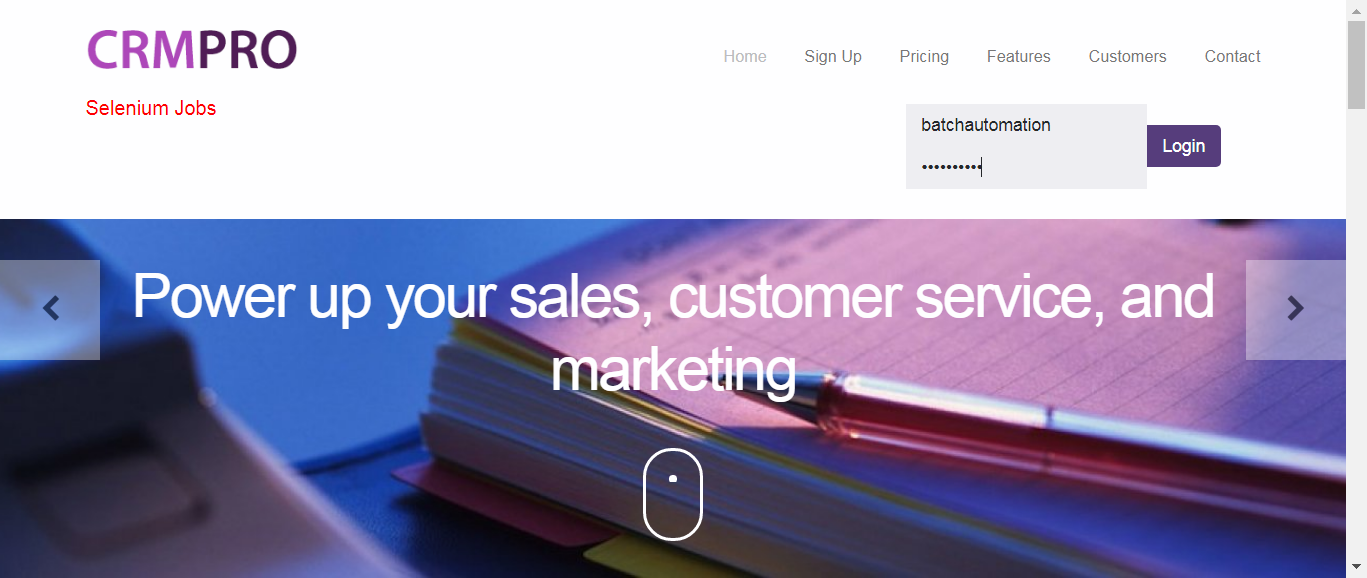 CRMPRO
Home Sign Up Pricing Features Customers Contact
Selenium Jobs
batchautomation
••••••••••
Login
Power up your sales, customer service, and
marketing